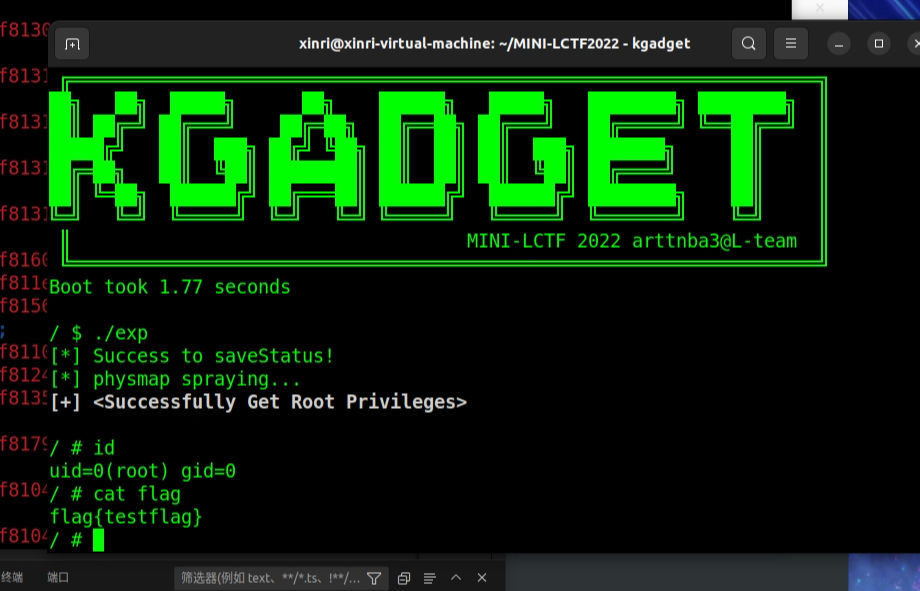 xinri@xinri-virtual-machine: ~/MINI-LCTF2022 - kgadget
KGADGET
MINI-LCTF 2022 arttnba3@L-team
Boot took 1.77 seconds
/ $ ./exp
[*] Success to saveStatus!
[*] physmap spraying...
[+] <Successfully Get Root Privileges>
/ # id
uid=0(root) gid=0
/ # cat flag
flag{testflag}
/ #
f8130
f8131
f8131
f8131
f8131
f8160
f8116
f8156
f8110
f8124
f8135
f8179
f8104
f8104
终端 端口 筛选器(例如 text、**/*.ts、!**/...